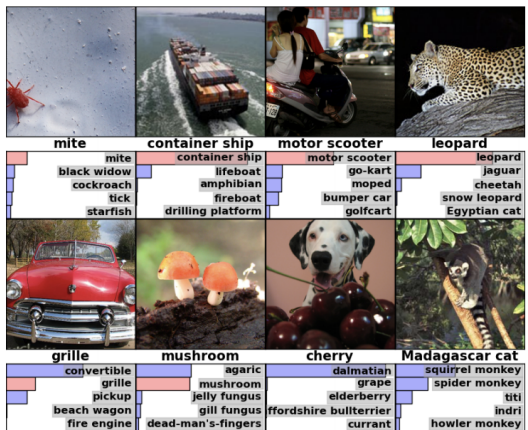 mite
container ship
motor scooter
leopard
mite
black widow
cockroach
tick
starfish
container ship
lifeboat
amphibian
fireboat
drilling platform
motor scooter
go-kart
moped
bumper car
golfcart
leopard
jaguar
cheetah
snow leopard
Egyptian cat
grille
mushroom
cherry
Madagascar cat
convertible
grille
pickup
beach wagon
fire engine
agaric
mushroom
jelly fungus
gill fungus
dead-man's-fingers
dalmatian
grape
elderberry
ffordshire bullterrier
currant
squirrel monkey
spider monkey
titi
indri
howler monkey